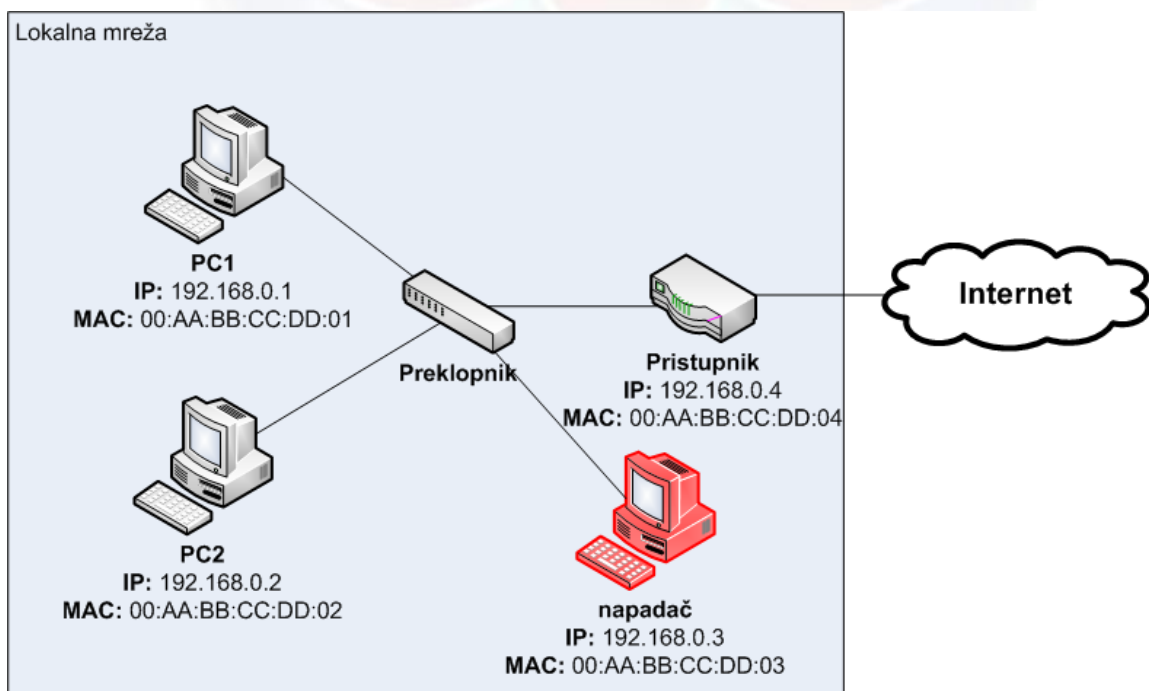 Lokalna mreža
PC1
IP: 192.168.0.1
MAC: 00:AA:BB:CC:DD:01
Preklopnik
Pristupnik
IP: 192.168.0.4
MAC: 00:AA:BB:CC:DD:04
Internet
PC2
IP: 192.168.0.2
MAC: 00:AA:BB:CC:DD:02
napadač
IP: 192.168.0.3
MAC: 00:AA:BB:CC:DD:03